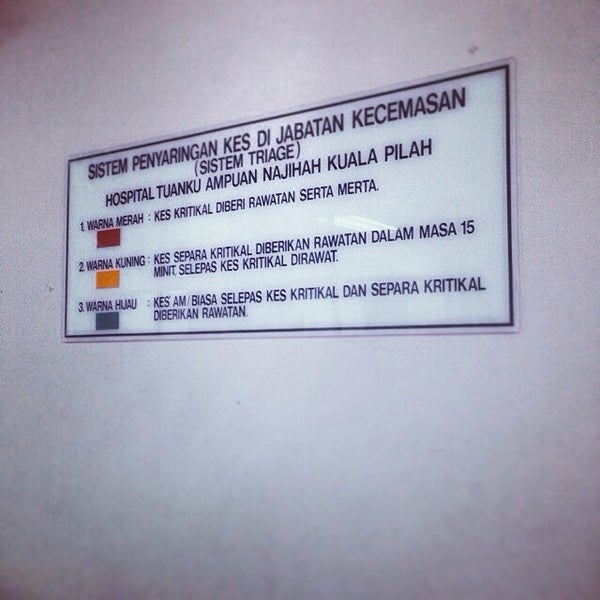 SISTEM PENYARINGAN KES DI JABATAN KECEMASAN
(SISTEM TRIAGE)
HOSPITAL TUANKU AMPUAN NAJIHAH KUALA PILAH
1. WARNA MERAH : KES KRITIKAL DIBERI RAWATAN SERTA MERTA.
2. WARNA KUNING : KES SEPARA KRITIKAL DIBERIKAN RAWATAN DALAM MASA 15
MINIT SELEPAS KES KRITIKAL DIRAWAT.
3. WARNA HIJAU : KES AM / BIASA SELEPAS KES KRITIKAL DAN SEPARA KRITIKAL
DIBERIKAN RAWATAN.